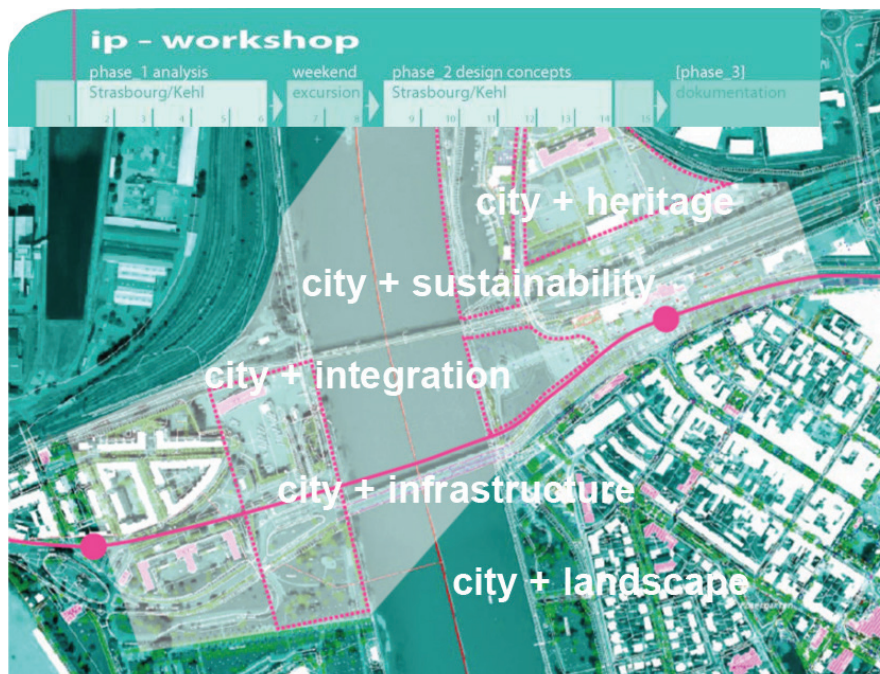 ip - workshop
phase_1 analysis
weekend
phase_2 design concepts
[phase_3]
Strasbourg/Kehl
excursion
Strasbourg/Kehl
dokumentation
1 2 3 4 5 6 7 8 9 10 11 12 13 14 15
city + heritage
city + sustainability
city + integration
city + infrastructure
city + landscape